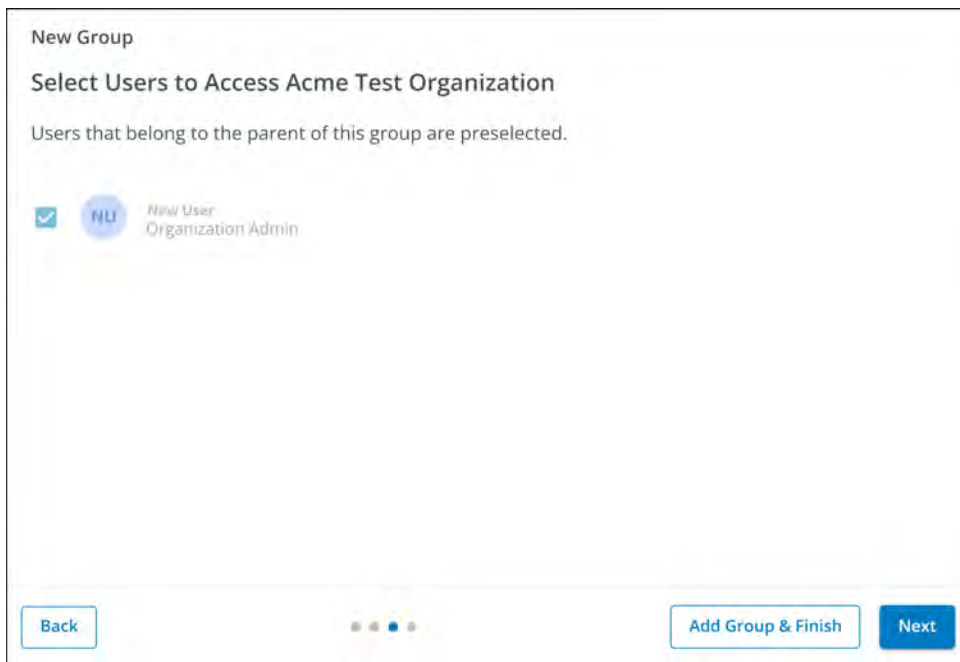 New Group
Select Users to Access Acme Test Organization
Users that belong to the parent of this group are preselected.
NU
New User
Organization Admin
Back
Add Group & Finish
Next